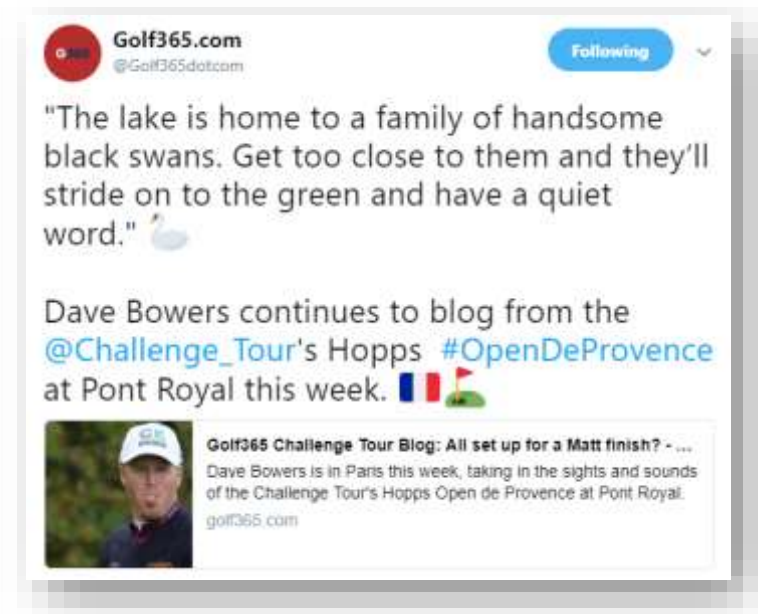 Golf365.com
@Golf365dotcom
Following
"The lake is home to a family of handsome
black swans. Get too close to them and they'll
stride on to the green and have a quiet
word." 🦢
Dave Bowers continues to blog from the
@Challenge_Tour's Hopps #OpenDeProvence
at Pont Royal this week. 🇫🇷⛳
Golf365 Challenge Tour Blog: All set up for a Matt finish? - ...
Dave Bowers is in Paris this week, taking in the sights and sounds
of the Challenge Tour's Hopps Open de Provence at Pont Royal.
golf365.com